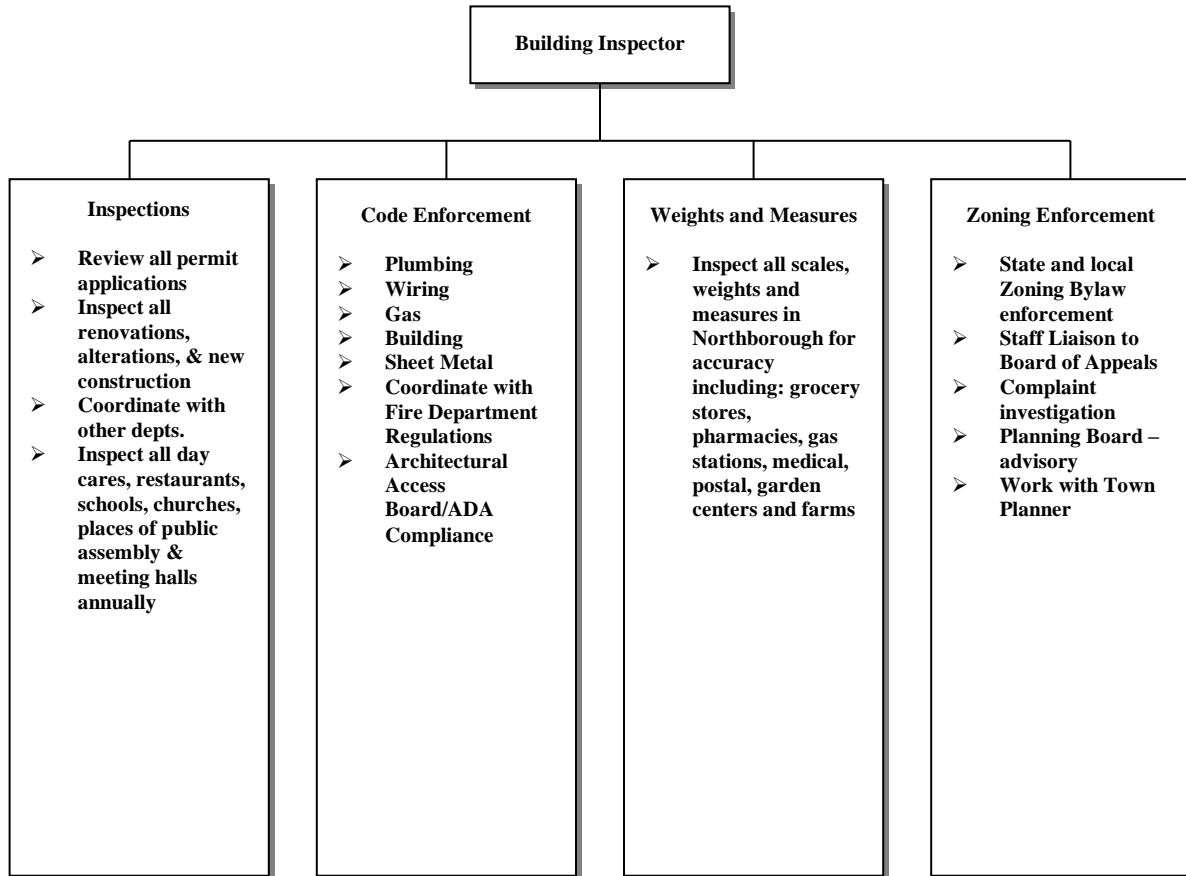 Building Inspector
Inspections
➢ Review all permit
applications
➢ Inspect all
renovations,
alterations, & new
construction
➢ Coordinate with
other depts.
➢ Inspect all day
cares, restaurants,
schools, churches,
places of public
assembly &
meeting halls
annually
Code Enforcement
➢ Plumbing
➢ Wiring
➢ Gas
➢ Building
➢ Sheet Metal
➢ Coordinate with
Fire Department
Regulations
➢ Architectural
Access
Board/ADA
Compliance
Weights and Measures
➢ Inspect all scales,
weights and
measures in
Northborough for
accuracy
including: grocery
stores,
pharmacies, gas
stations, medical,
postal, garden
centers and farms
Zoning Enforcement
➢ State and local
Zoning Bylaw
enforcement
➢ Staff Liaison to
Board of Appeals
➢ Complaint
investigation
➢ Planning Board –
advisory
➢ Work with Town
Planner